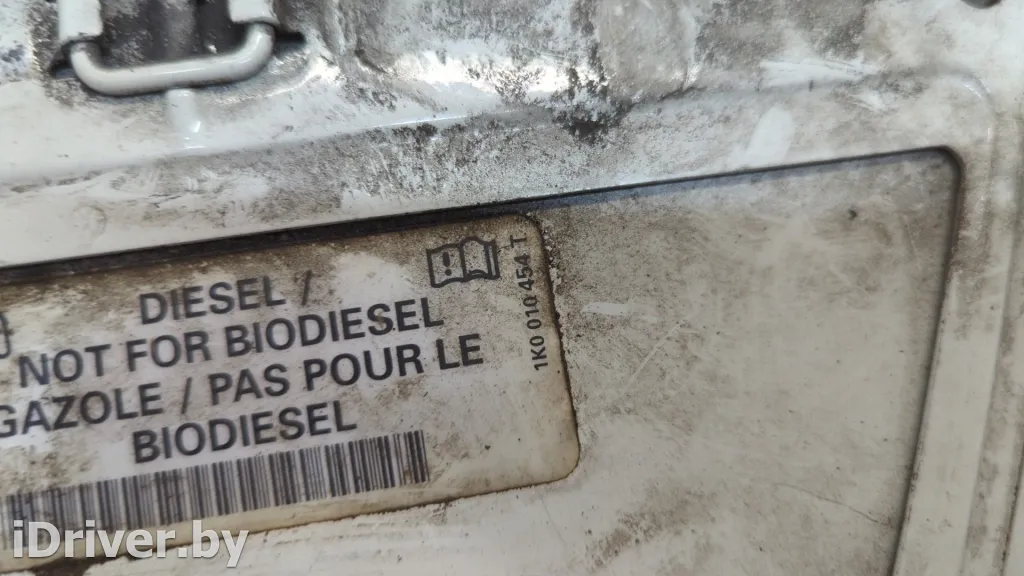 DIESEL /
NOT FOR BIODIESEL
GAZOLE / PAS POUR LE
BIODIESEL
1K0 010 454 T
iDriver.by